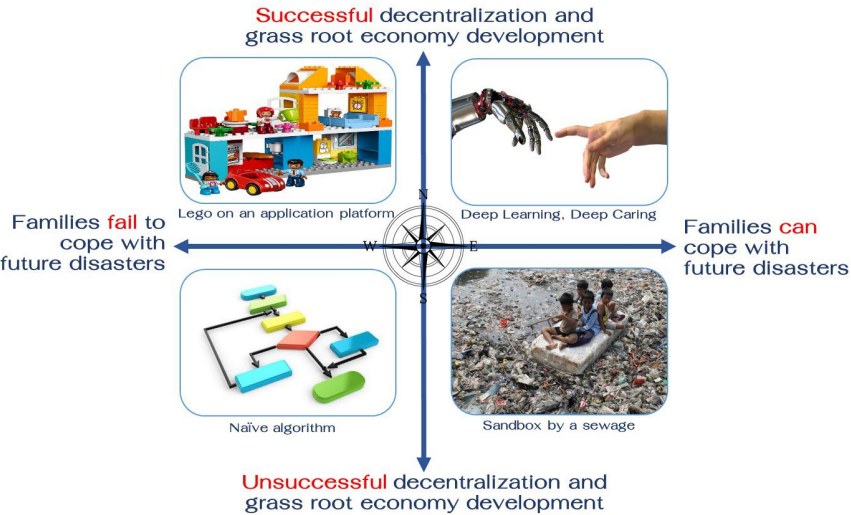 Successful decentralization and
grass root economy development
Lego on an application platform
Deep Learning, Deep Caring
Families fail to
cope with
future disasters
N
W
E
S
Families can
cope with
future disasters
Naïve algorithm
Sandbox by a sewage
Unsuccessful decentralization and
grass root economy development